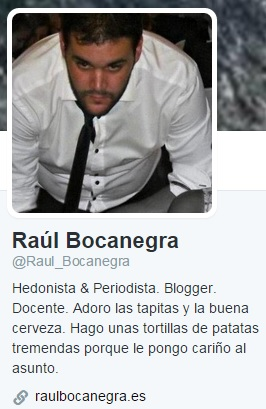 Raúl Bocanegra
@Raul_Bocanegra
Hedonista & Periodista. Blogger.
Docente. Adoro las tapitas y la buena
cerveza. Hago unas tortillas de patatas
tremendas porque le pongo cariño al
asunto.
raulbocanegra.es